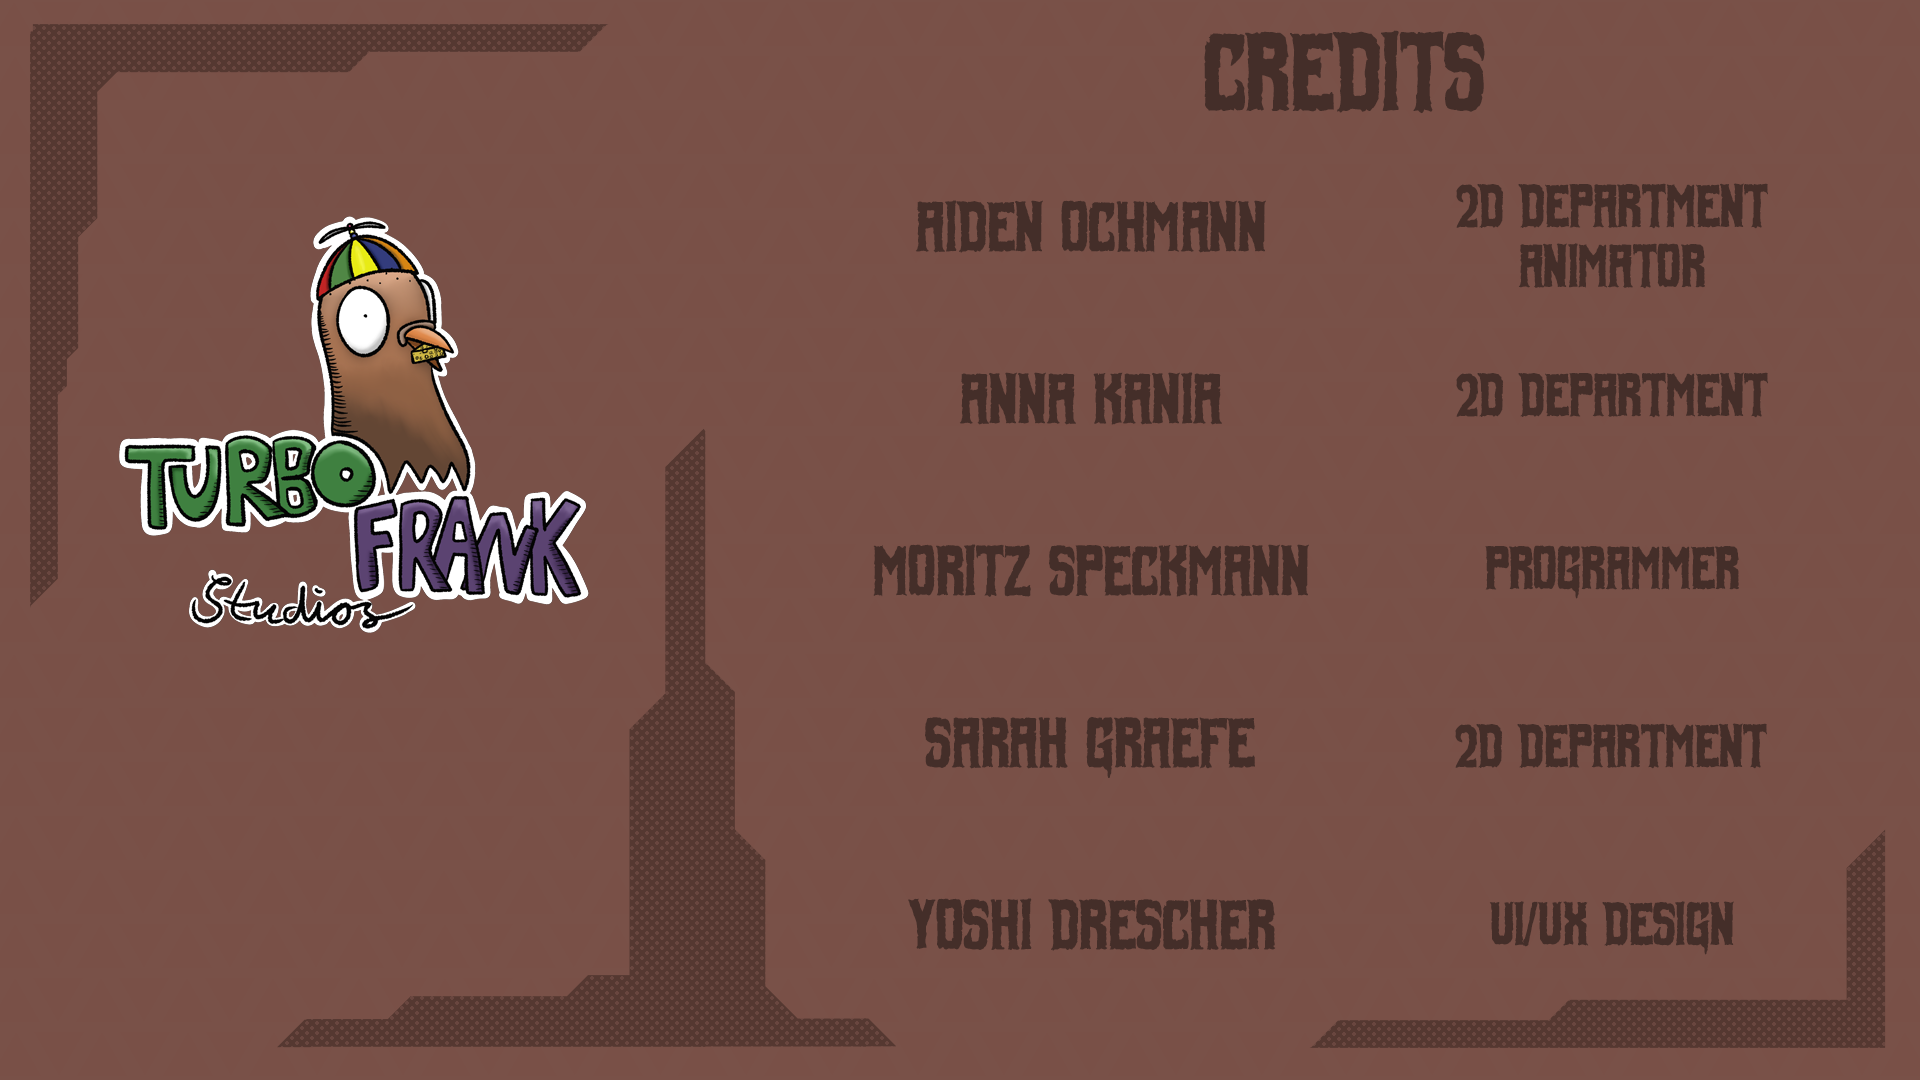 TURBO
FRANK
Studios
CREDITS
AIDEN OCHMANN
2D DEPARTMENT
ANIMATOR
ANNA KANIA
2D DEPARTMENT
MORITZ SPECKMANN
PROGRAMMER
SARAH GRAEFE
2D DEPARTMENT
YOSHI DRESCHER
UI/UX DESIGN